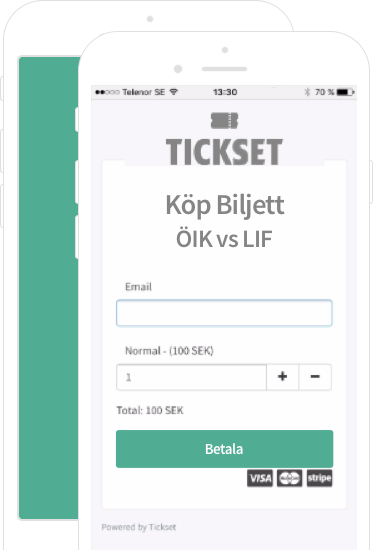 Telenor SE 13:30 70 %
TICKSET
Köp Biljett
ÖIK vs LIF
Email
Normal - (100 SEK)
1 + −
Total: 100 SEK
Betala
VISA MasterCard stripe
Powered by Tickset